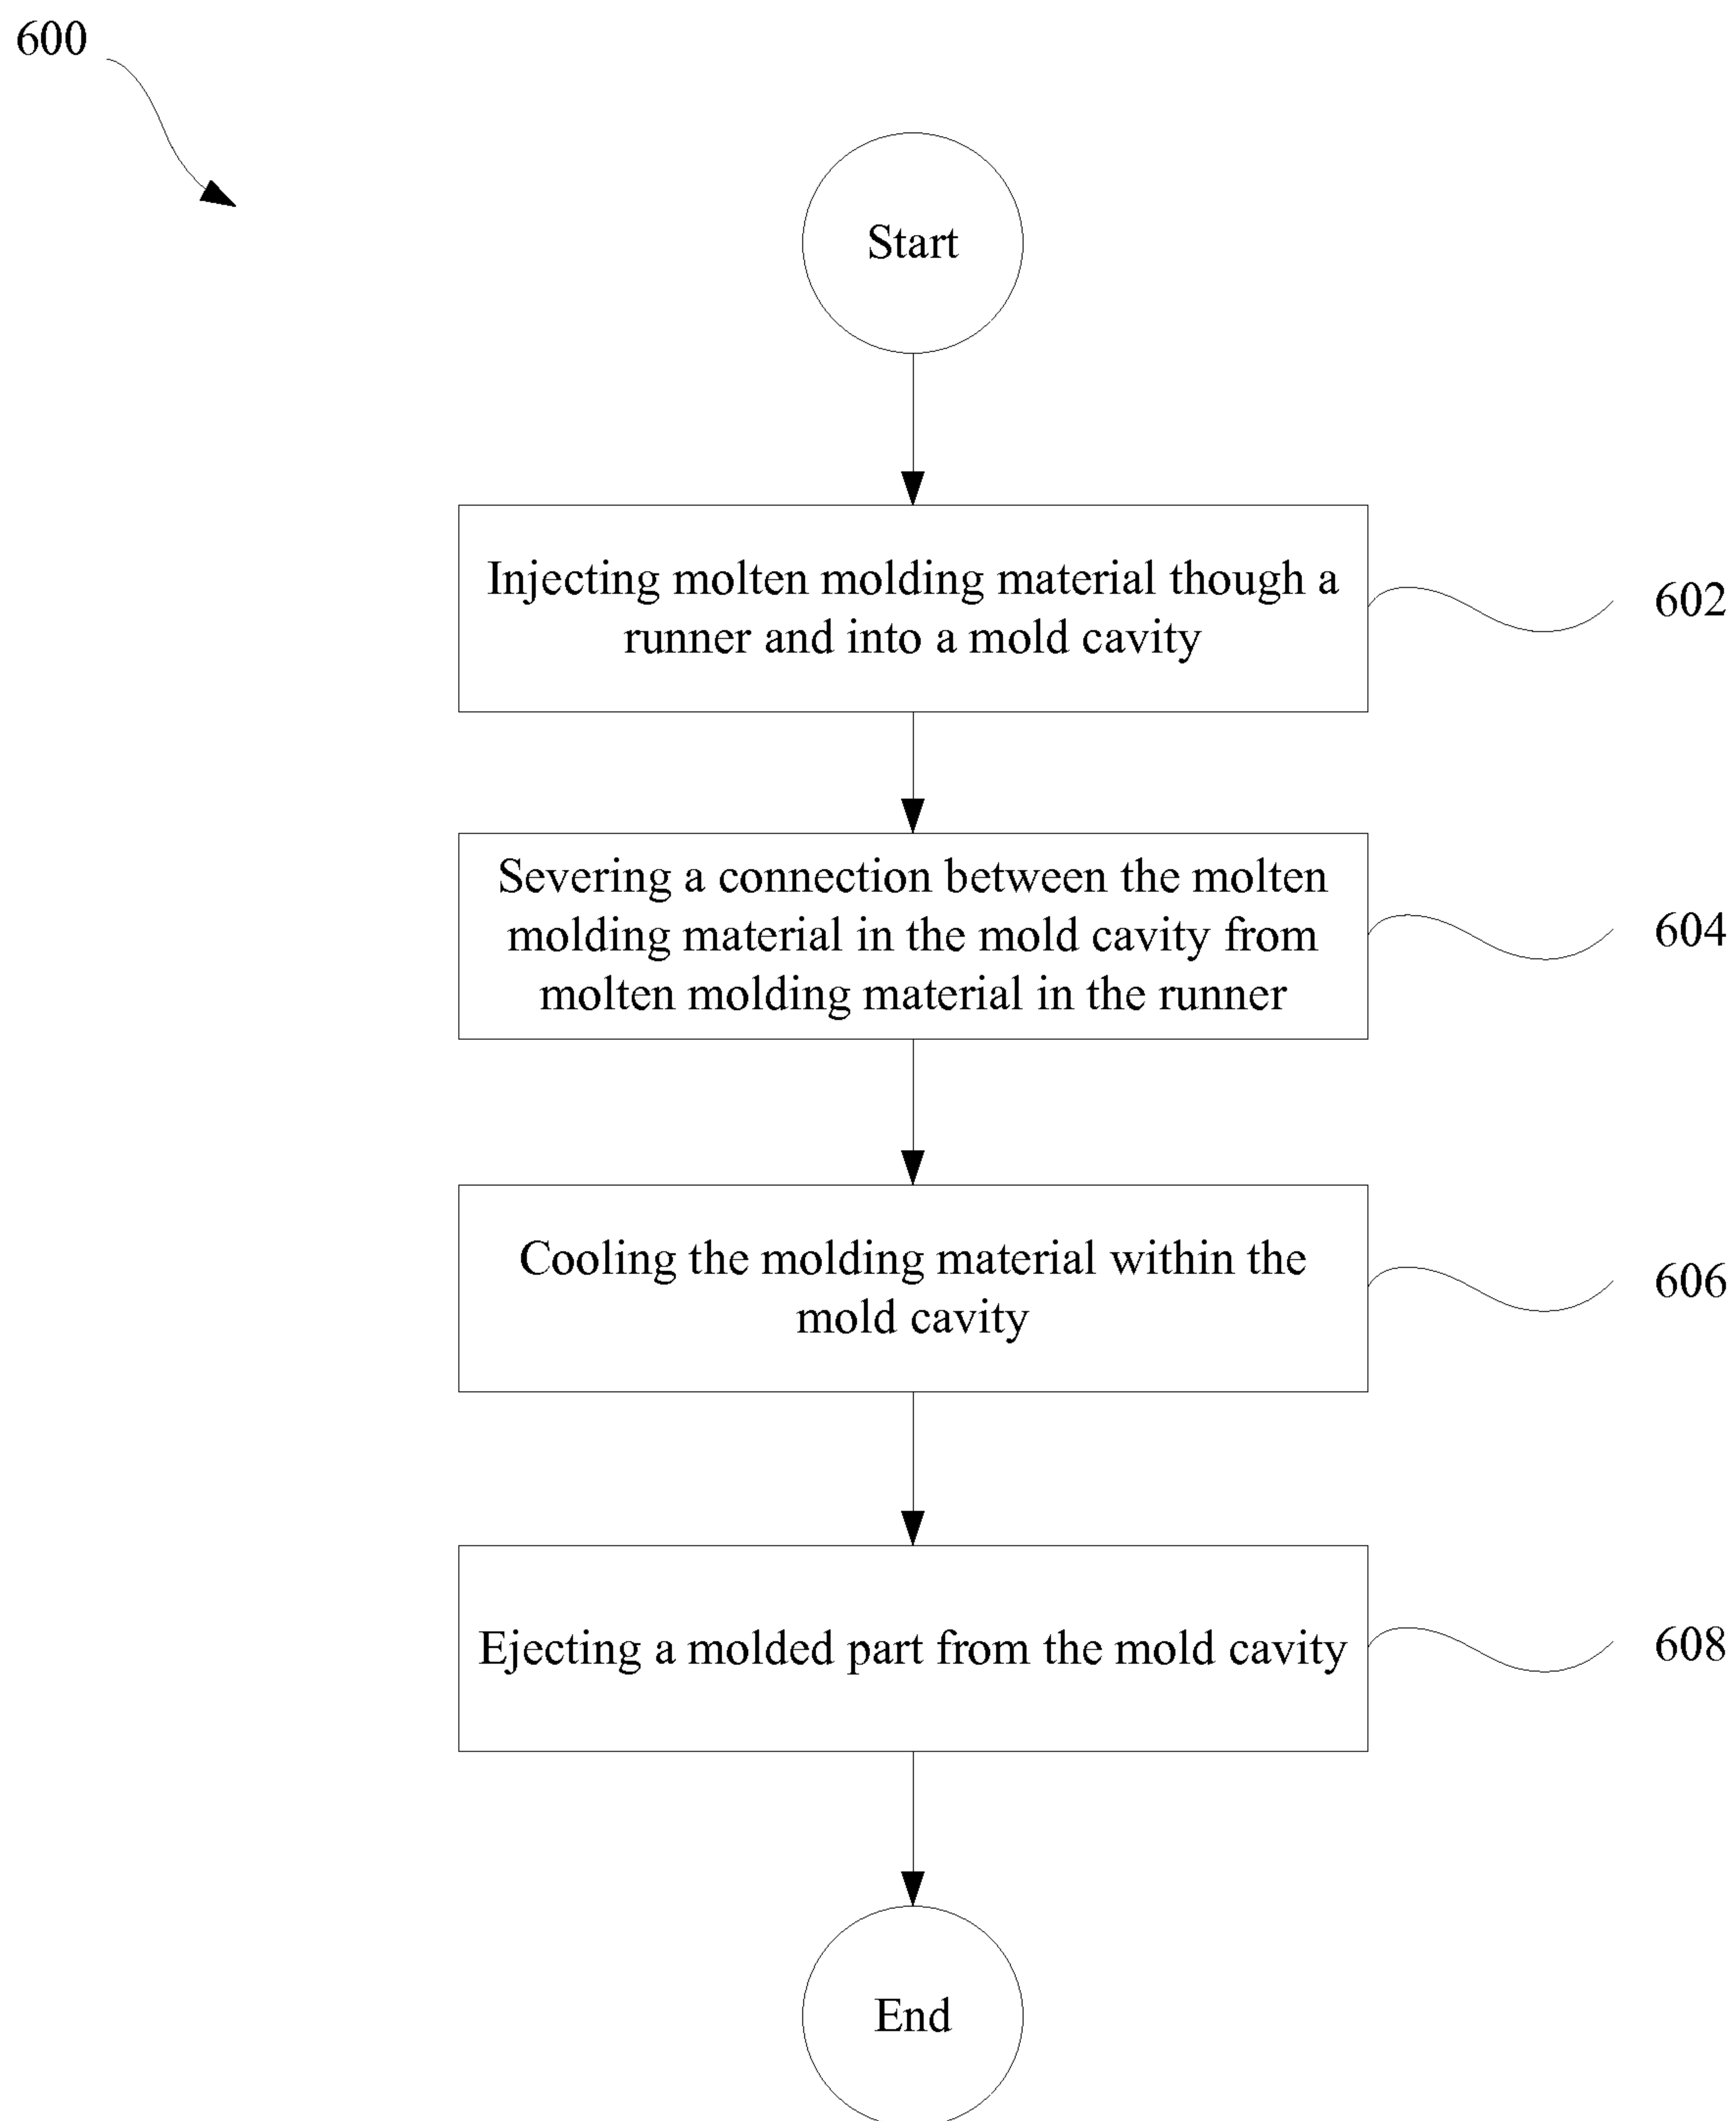 600
Start
Injecting molten molding material though a
runner and into a mold cavity
602
Severing a connection between the molten
molding material in the mold cavity from
molten molding material in the runner
604
Cooling the molding material within the
mold cavity
606
Ejecting a molded part from the mold cavity
608
End